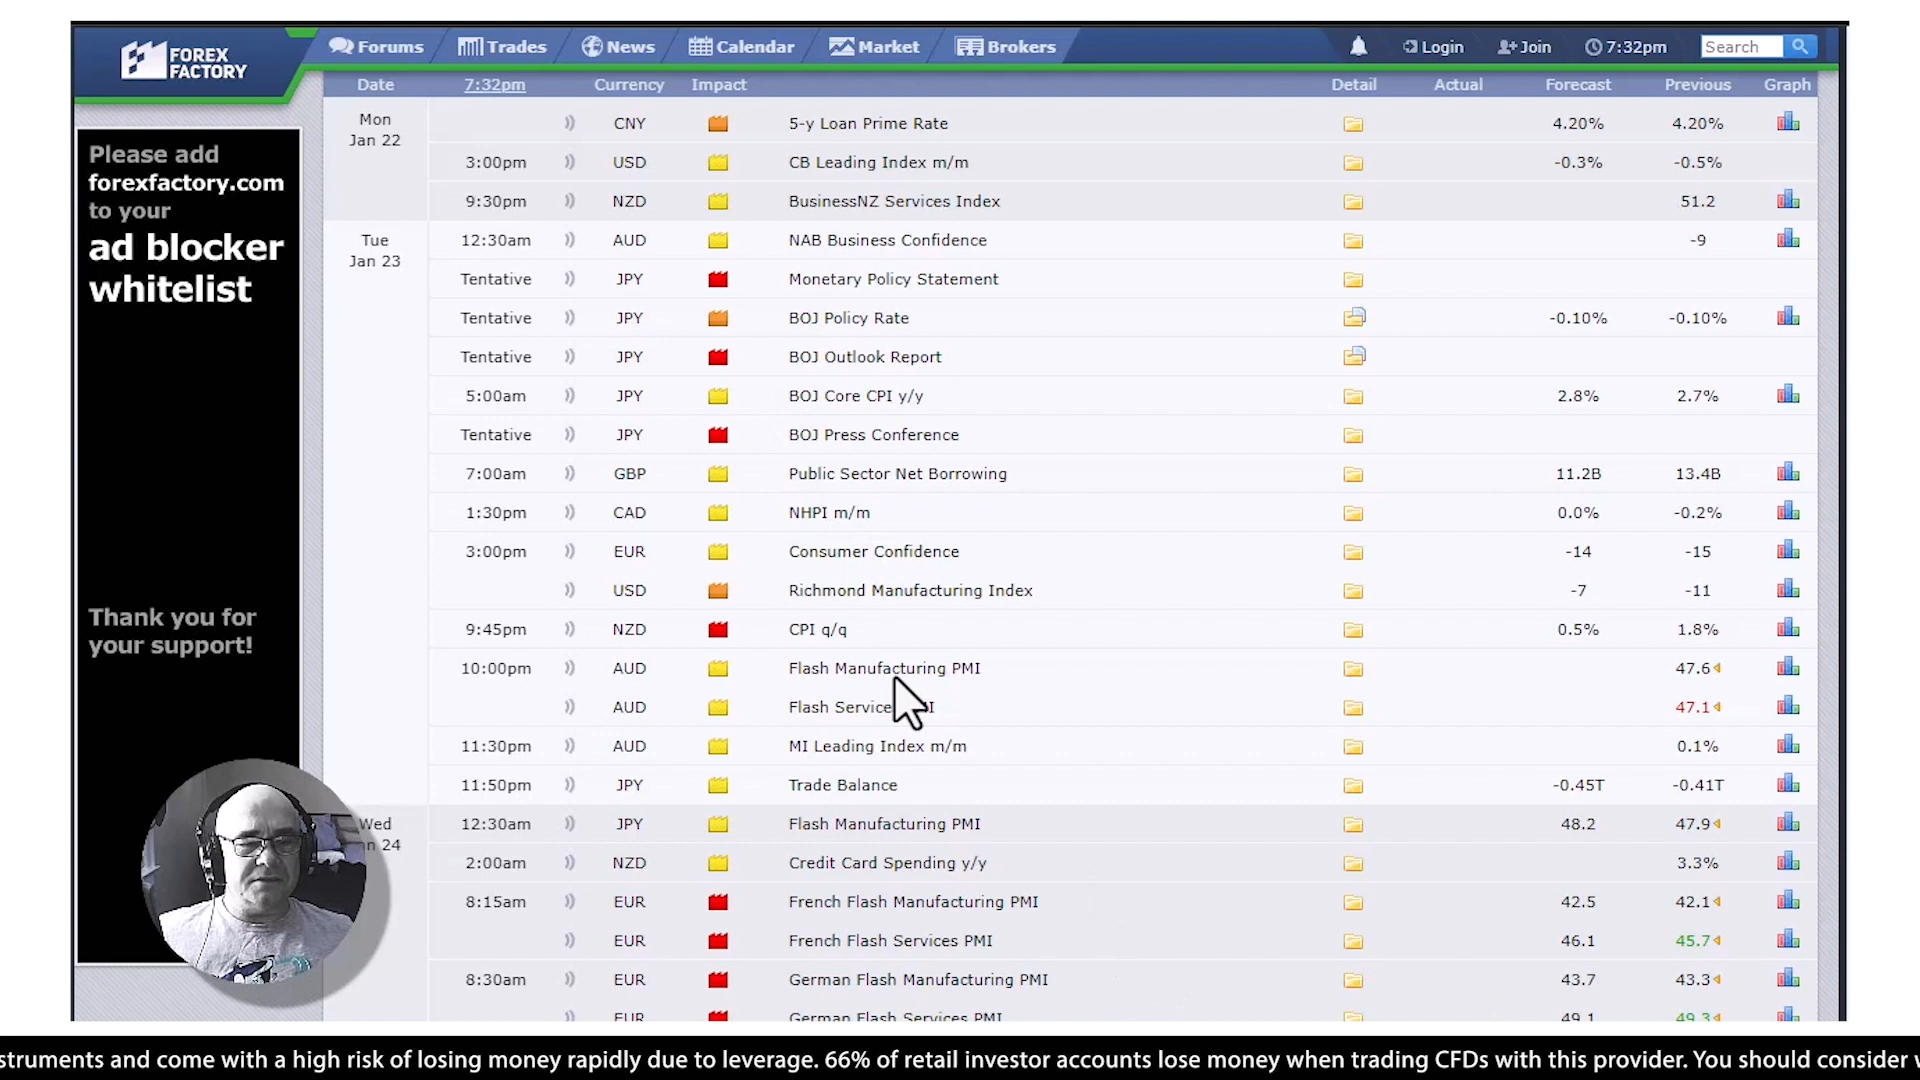 FOREX FACTORY
Forums Trades News Calendar Market Brokers Login Join 7:32pm Search
Date 7:32pm Currency Impact Detail Actual Forecast Previous Graph
Please add
forexfactory.com
to your
ad blocker
whitelist
Thank you for
your support!
Mon Jan 22 CNY 5-y Loan Prime Rate 4.20% 4.20%
3:00pm USD CB Leading Index m/m -0.3% -0.5%
9:30pm NZD BusinessNZ Services Index 51.2
Tue Jan 23 12:30am AUD NAB Business Confidence -9
Tentative JPY Monetary Policy Statement
Tentative JPY BOJ Policy Rate -0.10% -0.10%
Tentative JPY BOJ Outlook Report
5:00am JPY BOJ Core CPI y/y 2.8% 2.7%
Tentative JPY BOJ Press Conference
7:00am GBP Public Sector Net Borrowing 11.2B 13.4B
1:30pm CAD NHPI m/m 0.0% -0.2%
3:00pm EUR Consumer Confidence -14 -15
USD Richmond Manufacturing Index -7 -11
9:45pm NZD CPI q/q 0.5% 1.8%
10:00pm AUD Flash Manufacturing PMI 47.6
AUD Flash Service 47.1
11:30pm AUD MI Leading Index m/m 0.1%
11:50pm JPY Trade Balance -0.45T -0.41T
Wed 24 12:30am JPY Flash Manufacturing PMI 48.2 47.9
2:00am NZD Credit Card Spending y/y 3.3%
8:15am EUR French Flash Manufacturing PMI 42.5 42.1
EUR French Flash Services PMI 46.1 45.7
8:30am EUR German Flash Manufacturing PMI 43.7 43.3
EUR German Flash Services PMI 49.1 49.3
struments and come with a high risk of losing money rapidly due to leverage. 66% of retail investor accounts lose money when trading CFDs with this provider. You should consider